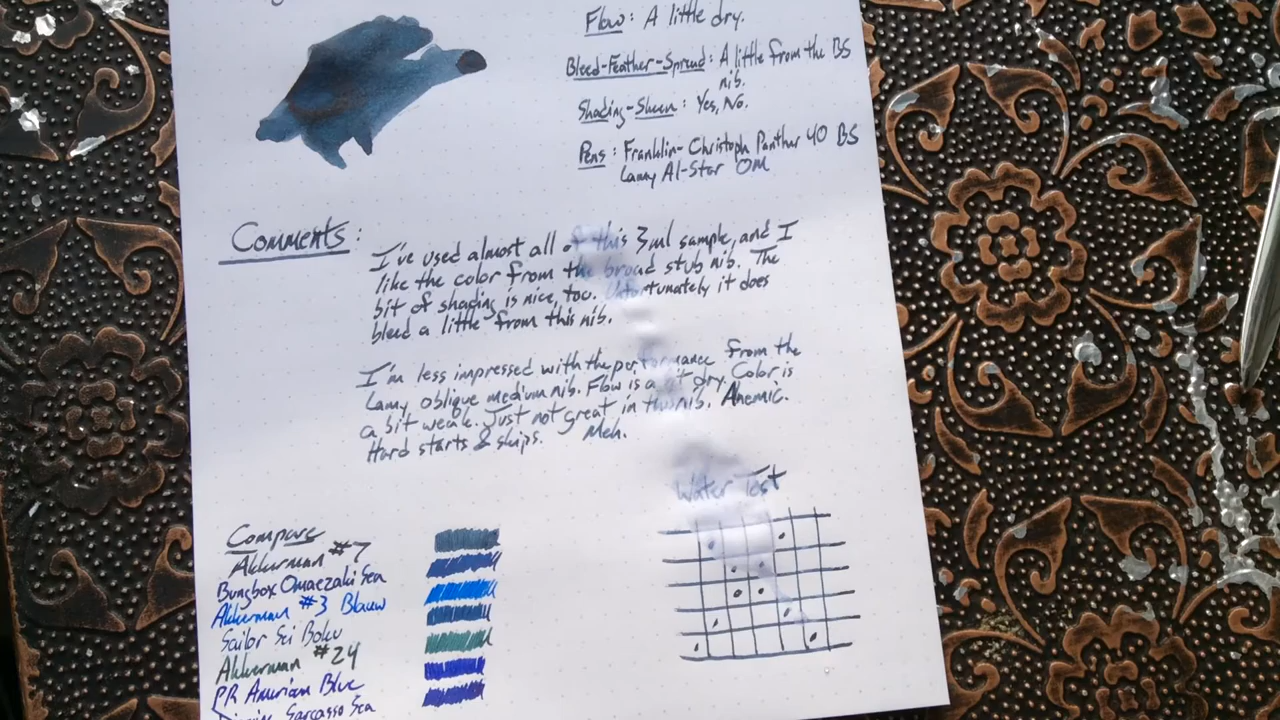 Flow: A little dry.
Bleed-Feather-Spread: A little from the BS
nib.
Shading-Sheen: Yes, No.
Pens: Franklin-Christoph Panther 40 BS
Lamy Al-Star OM
Comments:
I've used almost all of this 3ml sample, and I
like the color from the broad stub nib. The
bit of shading is nice, too. Unfortunately it does
bleed a little from this nib.
I'm less impressed with the performance from the
Lamy oblique medium nib. Flow is a bit dry. Color is
a bit weak. Just not great in this nib. Anemic.
Hard starts & skips. Meh.
Water Test
Compare
Akkerman #7
Bungbox Omaezaki Sea
Akkerman #3 Blauw
Sailor Sei Boku
Akkerman #24
PR American Blue
Sargasso Sea